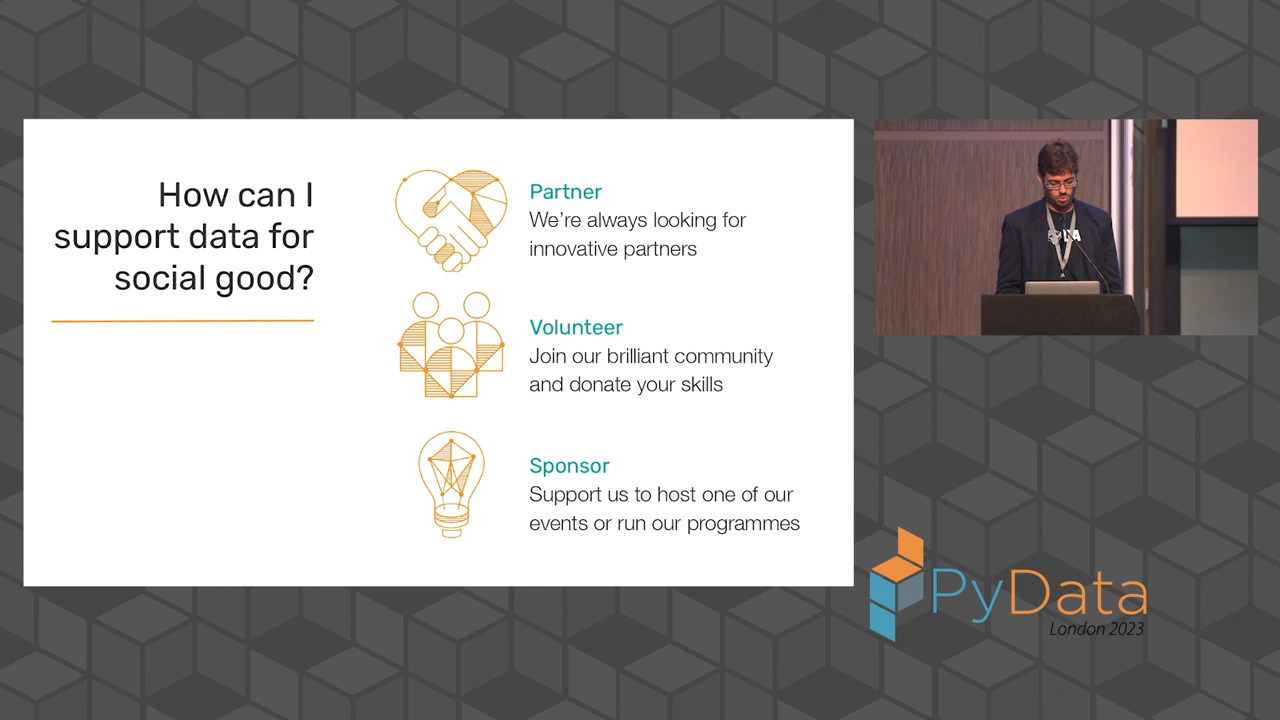 How can I
support data for
social good?
Partner
We’re always looking for
innovative partners
Volunteer
Join our brilliant community
and donate your skills
Sponsor
Support us to host one of our
events or run our programmes
PyData
London 2023